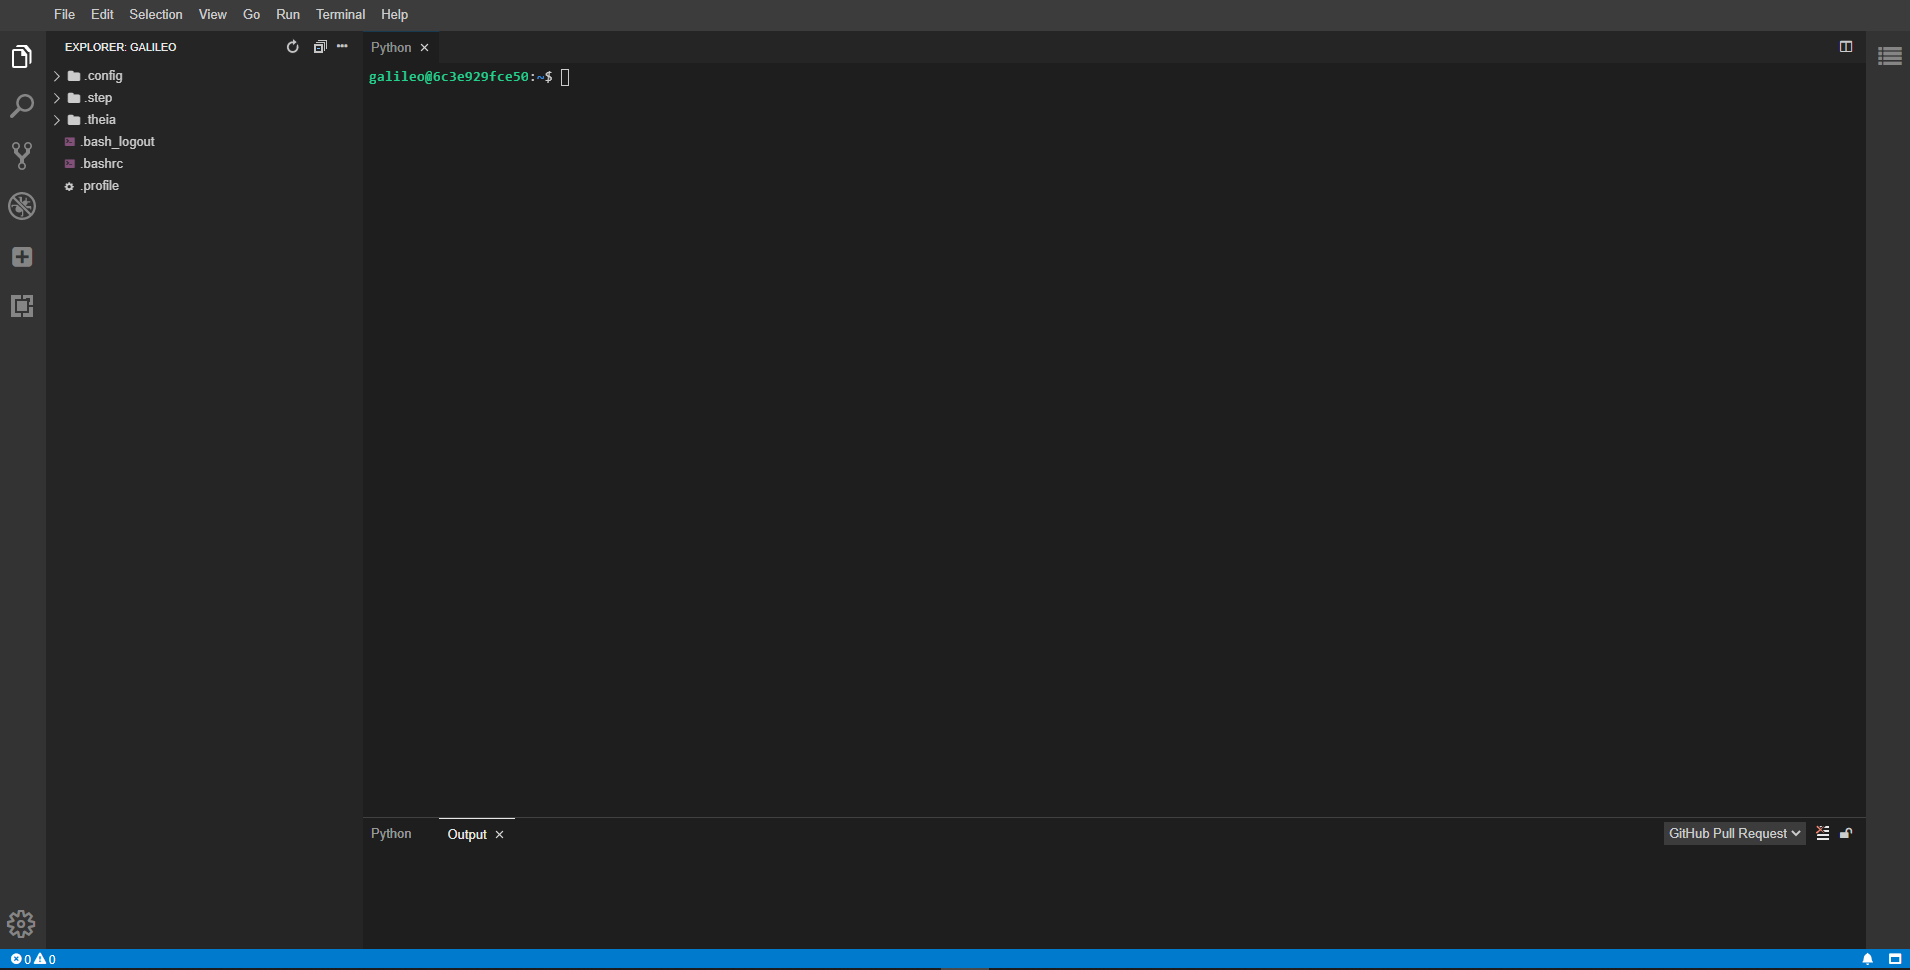 File Edit Selection View Go Run Terminal Help
EXPLORER: GALILEO
.config
.step
.theia
.bash_logout
.bashrc
.profile
Python
galileo@6c3e929fce50:~$
Python Output
GitHub Pull Request
0 0